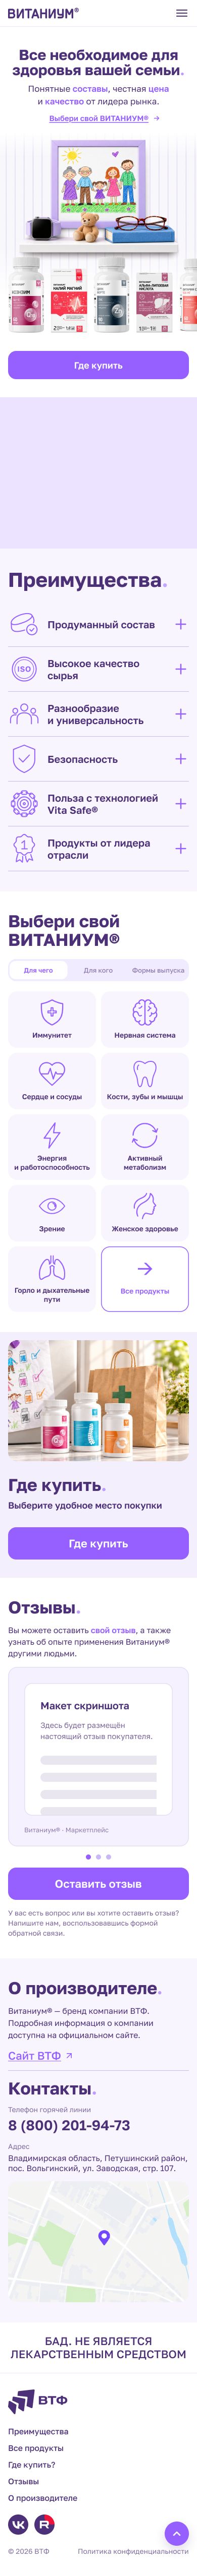 ВИТАНИУМ®
Все необходимое для
здоровья вашей семьи.
Понятные составы, честная цена
и качество от лидера рынка.
Выбери свой ВИТАНИУМ® →
Где купить
Преимущества.
Продуманный состав
ISO
Высокое качество
сырья
Разнообразие
и универсальность
Безопасность
Польза с технологией
Vita Safe®
1
Продукты от лидера
отрасли
Выбери свой
ВИТАНИУМ®
Для чего
Для кого
Формы выпуска
Иммунитет
Нервная система
Сердце и сосуды
Кости, зубы и мышцы
Энергия
и работоспособность
Активный
метаболизм
Зрение
Женское здоровье
Горло и дыхательные
пути
Все продукты
Где купить.
Выберите удобное место покупки
Где купить
Отзывы.
Вы можете оставить свой отзыв, а также
узнать об опыте применения Витаниум®
другими людьми.
Макет скриншота
Здесь будет размещён
настоящий отзыв покупателя.
Витаниум® · Маркетплейс
Оставить отзыв
У вас есть вопрос или вы хотите оставить отзыв?
Напишите нам, воспользовавшись формой
обратной связи.
О производителе.
Витаниум® — бренд компании ВТФ.
Подробная информация о компании
доступна на официальном сайте.
Сайт ВТФ ↗
Контакты.
Телефон горячей линии
8 (800) 201-94-73
Адрес
Владимирская область, Петушинский район,
пос. Вольгинский, ул. Заводская, стр. 107.
БАД. НЕ ЯВЛЯЕТСЯ
ЛЕКАРСТВЕННЫМ СРЕДСТВОМ
ВТФ
Преимущества
Все продукты
Где купить?
Отзывы
О производителе
© 2026 ВТФ
Политика конфиденциальности